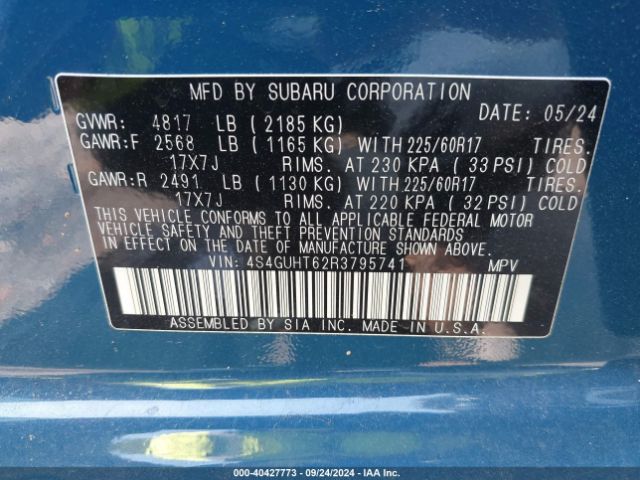 MFD BY SUBARU CORPORATION
GVWR: 4817 LB (2185 KG) DATE: 05/24
GAWR:F 2568 LB (1165 KG) WITH 225/60R17 TIRES.
17X7J RIMS. AT 230 KPA (33 PSI) COLD
GAWR:R 2491 LB (1130 KG) WITH 225/60R17 TIRES.
17X7J RIMS. AT 220 KPA (32 PSI) COLD
THIS VEHICLE CONFORMS TO ALL APPLICABLE FEDERAL MOTOR
VEHICLE SAFETY AND THEFT PREVENTION STANDARDS
IN EFFECT ON THE DATE OF MANUFACTURE SHOWN ABOVE.
VIN: 4S4GUHT62R3795741 MPV
ASSEMBLED BY SIA INC. MADE IN U.S.A.
000-40427773 - 09/24/2024 - IAA Inc.